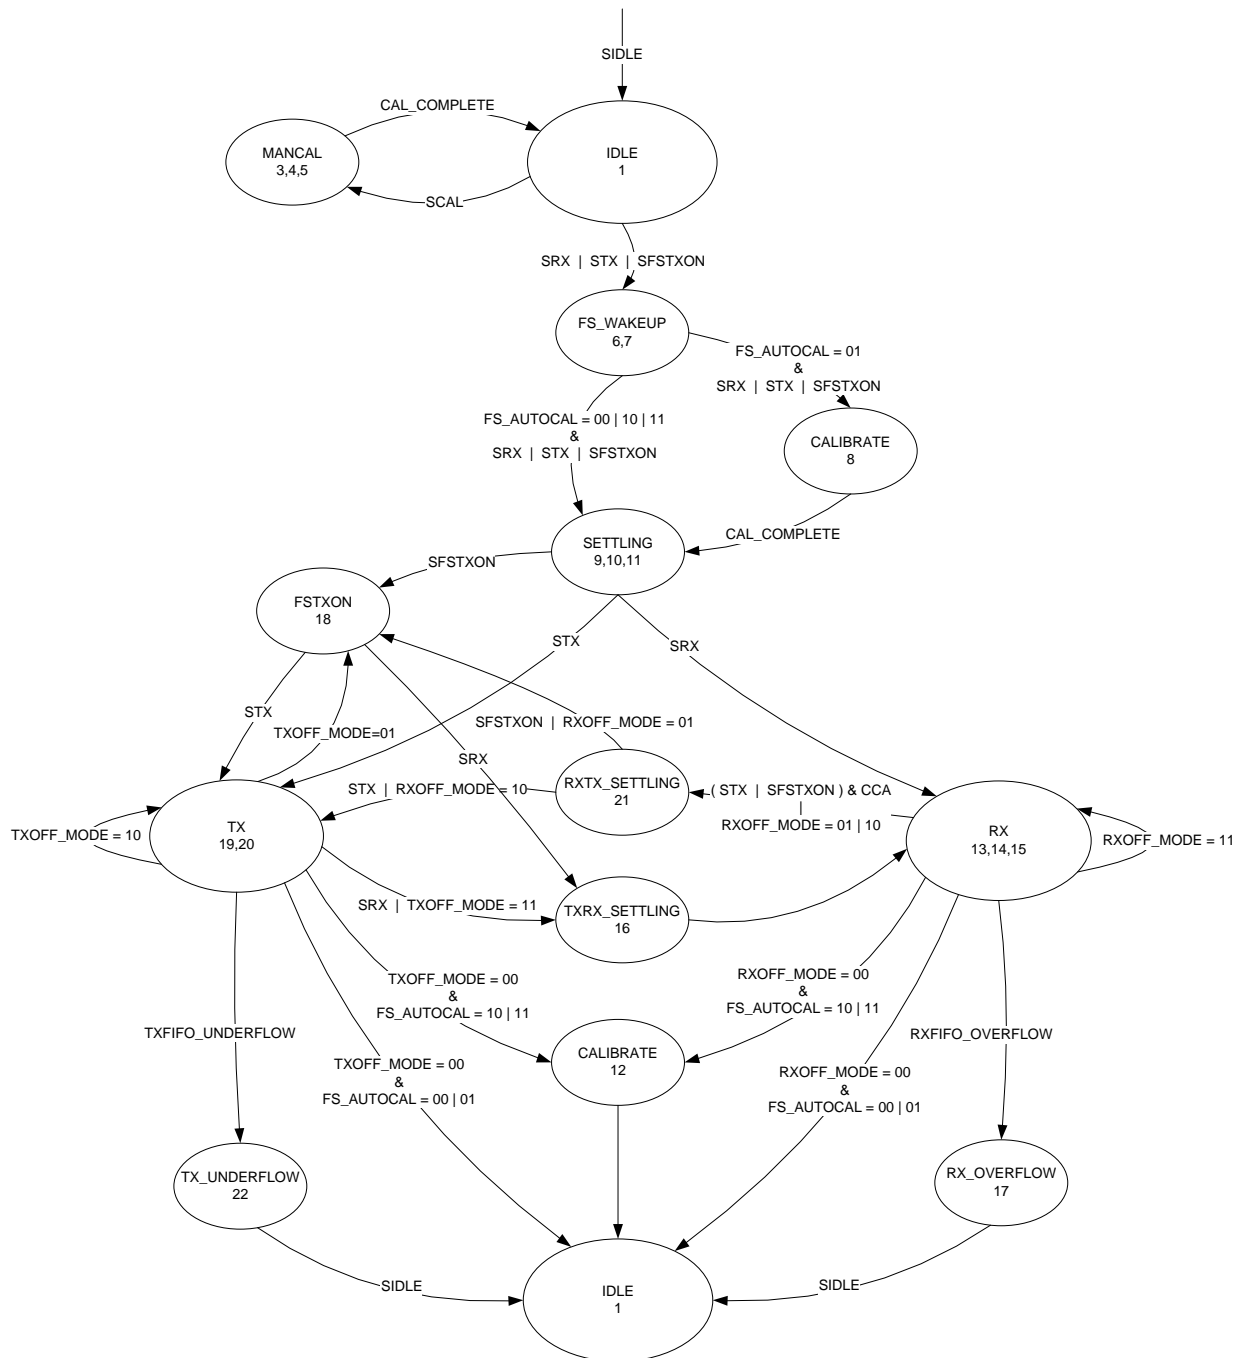 SIDLE
CAL_COMPLETE
MANCAL
3,4,5
IDLE
1
SCAL
SRX | STX | SFSTXON
FS_WAKEUP
6,7
FS_AUTOCAL = 01
&
SRX | STX | SFSTXON
FS_AUTOCAL = 00 | 10 | 11
&
SRX | STX | SFSTXON
CALIBRATE
8
CAL_COMPLETE
SETTLING
9,10,11
SFSTXON
FSTXON
18
STX
SRX
STX
TXOFF_MODE=01
SFSTXON | RXOFF_MODE = 01
SRX
STX | RXOFF_MODE = 10
RXTX_SETTLING
21
( STX | SFSTXON ) & CCA
|
RXOFF_MODE = 01 | 10
TXOFF_MODE = 10
TX
19,20
RX
13,14,15
RXOFF_MODE = 11
SRX | TXOFF_MODE = 11
TXRX_SETTLING
16
TXOFF_MODE = 00
&
FS_AUTOCAL = 10 | 11
RXOFF_MODE = 00
&
FS_AUTOCAL = 10 | 11
TXFIFO_UNDERFLOW
RXFIFO_OVERFLOW
CALIBRATE
12
TXOFF_MODE = 00
&
FS_AUTOCAL = 00 | 01
RXOFF_MODE = 00
&
FS_AUTOCAL = 00 | 01
TX_UNDERFLOW
22
RX_OVERFLOW
17
SIDLE
SIDLE
IDLE
1